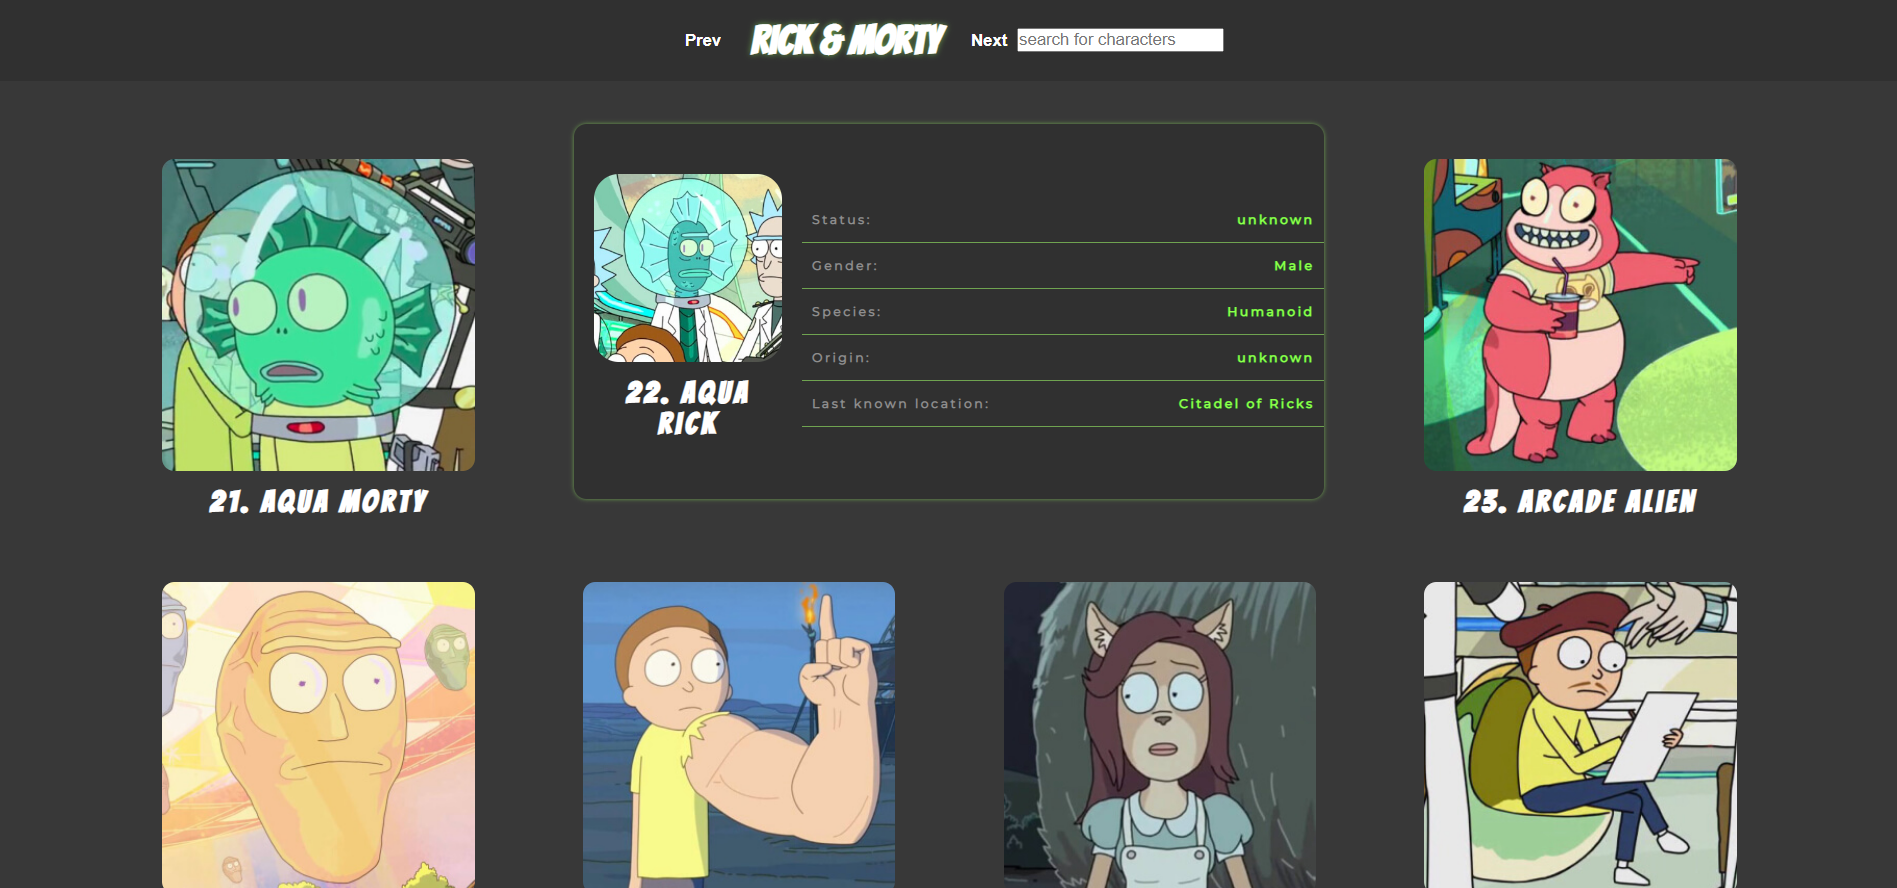 Prev
RICK & MORTY
Next
search for characters
21. AQUA MORTY
22. AQUA
RICK
Status: unknown
Gender: Male
Species: Humanoid
Origin: unknown
Last known location: Citadel of Ricks
23. ARCADE ALIEN